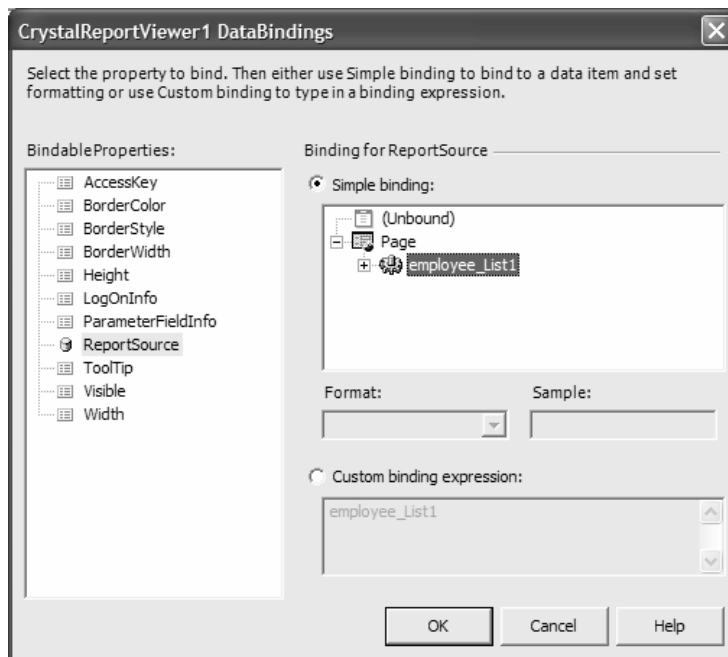 CrystalReportViewer1 DataBindings
Select the property to bind. Then either use Simple binding to bind to a data item and set
formatting or use Custom binding to type in a binding expression.
BindableProperties:
AccessKey
BorderColor
BorderStyle
BorderWidth
Height
LogOnInfo
ParameterFieldInfo
ReportSource
ToolTip
Visible
Width
Binding for ReportSource
Simple binding:
(Unbound)
Page
employee_List1
Format:
Sample:
Custom binding expression:
employee_List1
OK
Cancel
Help